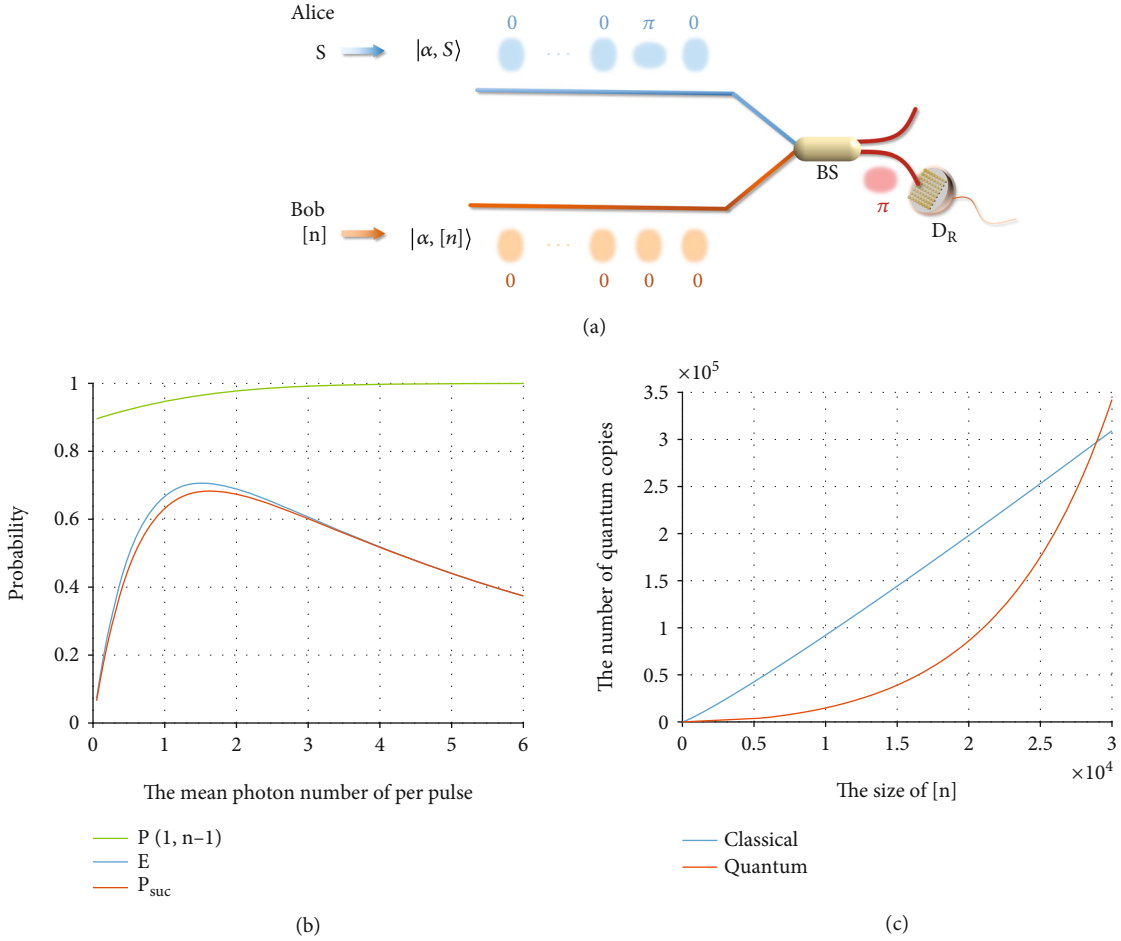 Alice
0 0 π 0
S |α, S⟩ ...
BS
π
D_R
Bob
[n] |α, [n]⟩ ...
0 0 0 0
(a)
1
0.8
0.6
0.4
0.2
0
0 1 2 3 4 5 6
Probability
The mean photon number of per pulse
P (1, n–1)
E
P_suc
(b)
×10^5
3.5
3
2.5
2
1.5
1
0.5
0
0 0.5 1 1.5 2 2.5 3
×10^4
The number of quantum copies
The size of [n]
Classical
Quantum
(c)